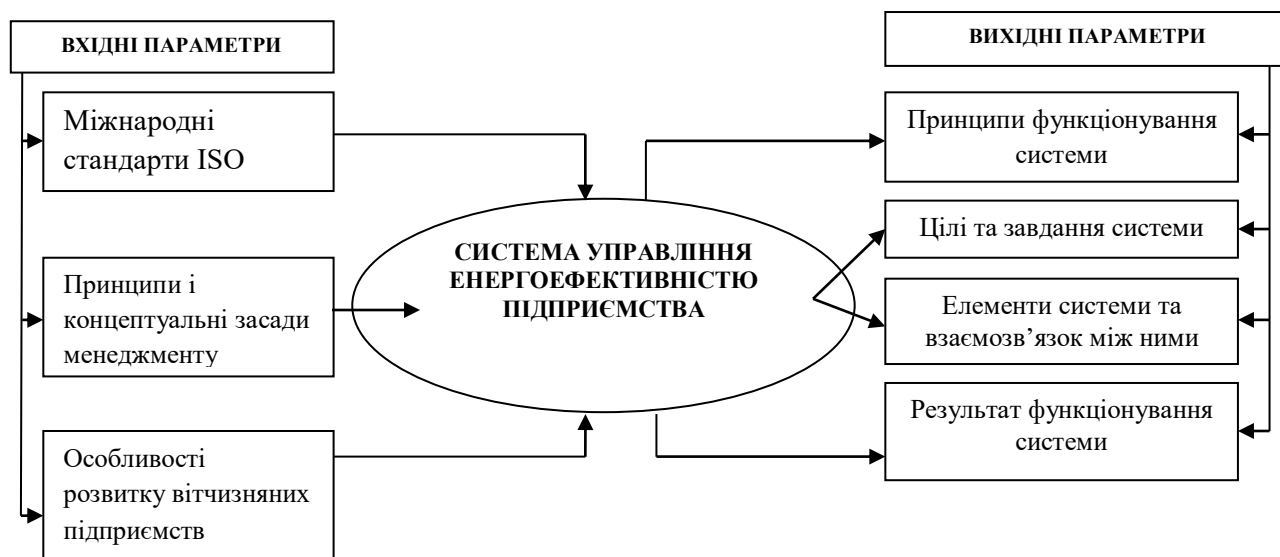 ВХІДНІ ПАРАМЕТРИ
Міжнародні
стандарти ISO
Принципи і
концептуальні засади
менеджменту
Особливості
розвитку вітчизняних
підприємств
СИСТЕМА УПРАВЛІННЯ
ЕНЕРГОЕФЕКТИВНІСТЮ
ПІДПРИЄМСТВА
ВИХІДНІ ПАРАМЕТРИ
Принципи функціонування
системи
Цілі та завдання системи
Елементи системи та
взаємозв’язок між ними
Результат функціонування
системи